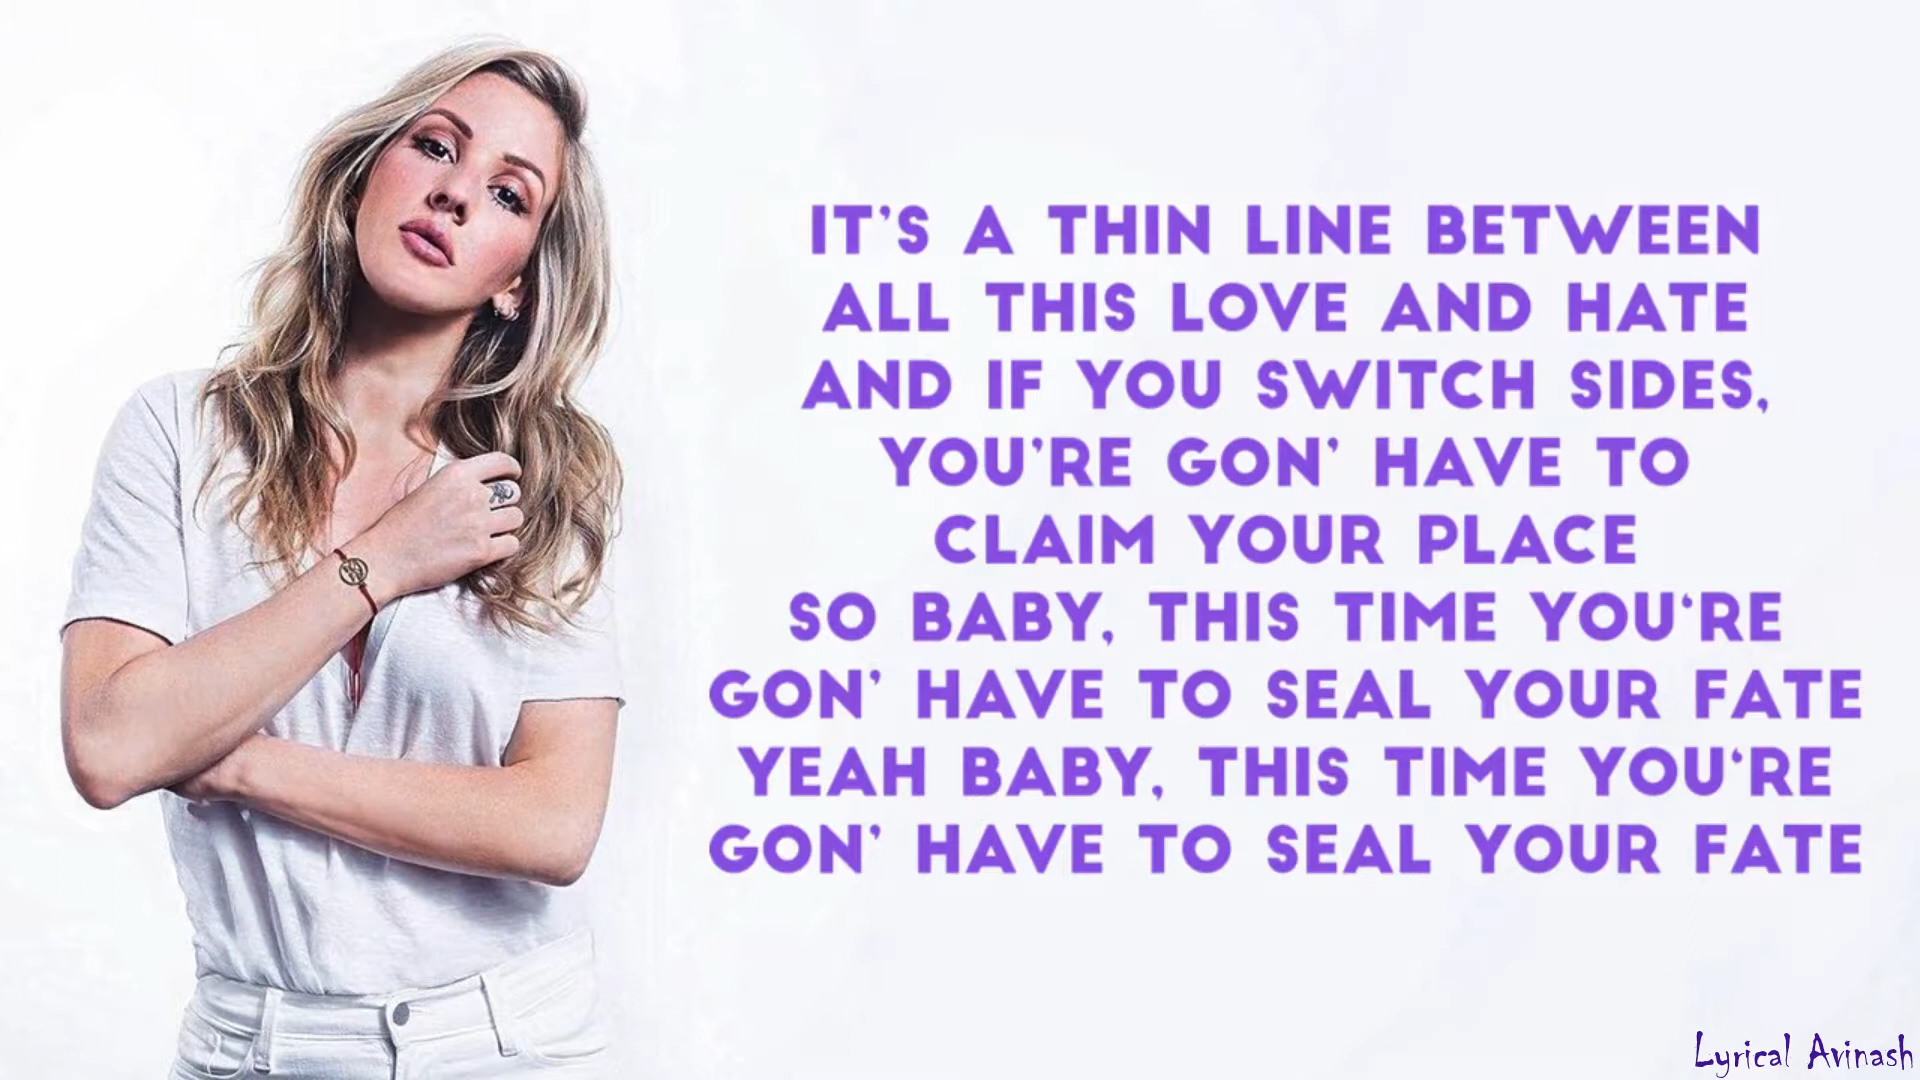 IT'S A THIN LINE BETWEEN
ALL THIS LOVE AND HATE
AND IF YOU SWITCH SIDES,
YOU'RE GON' HAVE TO
CLAIM YOUR PLACE
SO BABY, THIS TIME YOU‘RE
GON' HAVE TO SEAL YOUR FATE
YEAH BABY, THIS TIME YOU‘RE
GON' HAVE TO SEAL YOUR FATE
Lyrical Avinash